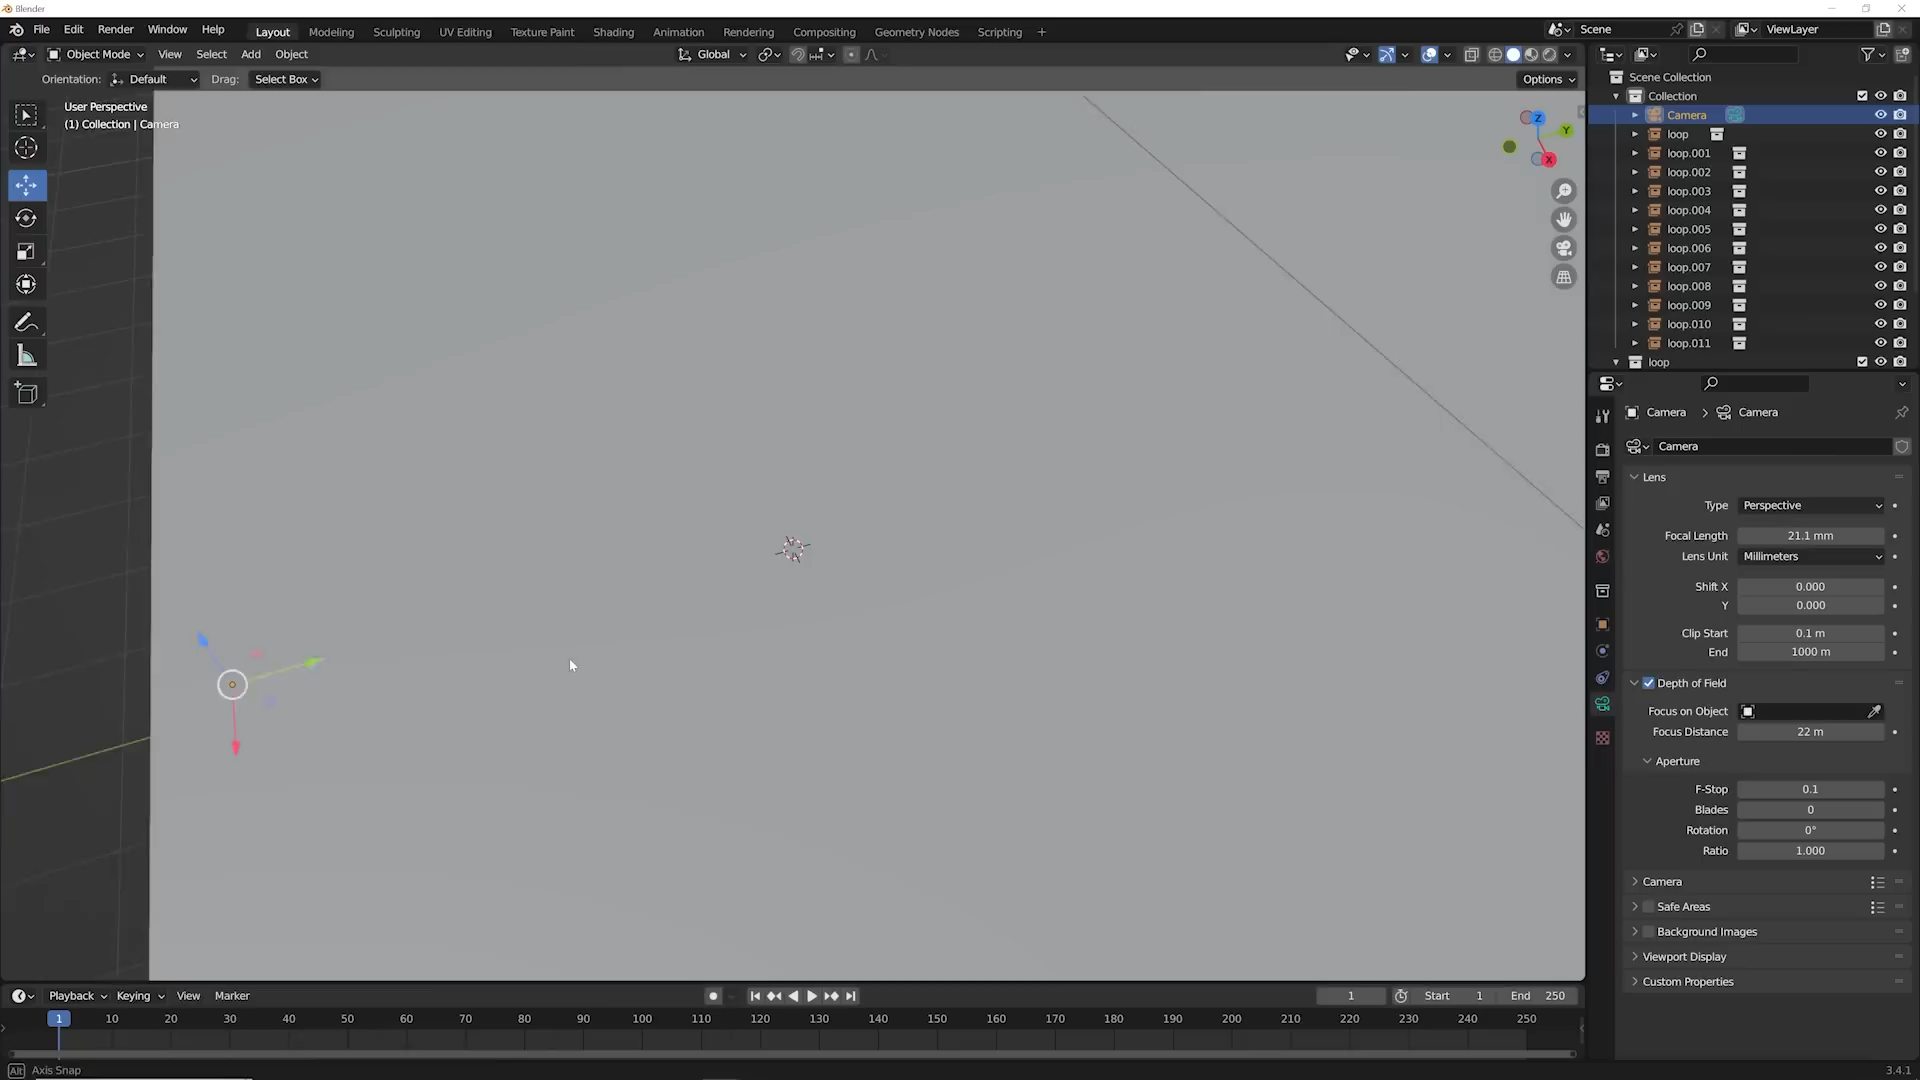 Blender
File Edit Render Window Help
Layout Modeling Sculpting UV Editing Texture Paint Shading Animation Rendering Compositing Geometry Nodes Scripting +
Scene
ViewLayer
Object Mode View Select Add Object
Global
Orientation: Default Drag: Select Box
Options
User Perspective
(1) Collection | Camera
Z
Y
X
Scene Collection
Collection
Camera
loop
loop.001
loop.002
loop.003
loop.004
loop.005
loop.006
loop.007
loop.008
loop.009
loop.010
loop.011
loop
Camera > Camera
Camera
Lens
Type Perspective
Focal Length 21.1 mm
Lens Unit Millimeters
Shift X 0.000
Y 0.000
Clip Start 0.1 m
End 1000 m
Depth of Field
Focus on Object
Focus Distance 22 m
Aperture
F-Stop 0.1
Blades 0
Rotation 0°
Ratio 1.000
Camera
Safe Areas
Background Images
Viewport Display
Custom Properties
Playback Keying View Marker
1 Start 1 End 250
1 10 20 30 40 50 60 70 80 90 100 110 120 130 140 150 160 170 180 190 200 210 220 230 240 250
Alt Axis Snap
3.4.1